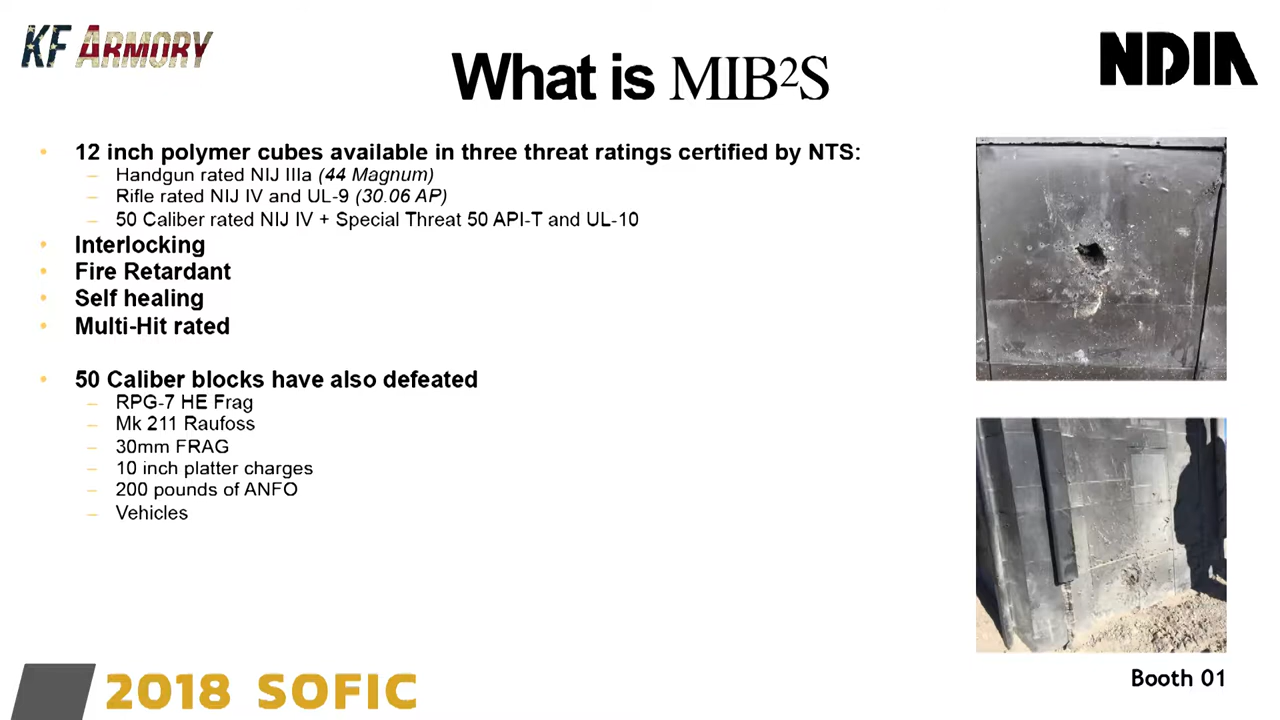 KF ARMORY
What is MIB²S
NDIA
12 inch polymer cubes available in three threat ratings certified by NTS:
Handgun rated NIJ IIIa (44 Magnum)
Rifle rated NIJ IV and UL-9 (30.06 AP)
50 Caliber rated NIJ IV + Special Threat 50 API-T and UL-10
Interlocking
Fire Retardant
Self healing
Multi-Hit rated
50 Caliber blocks have also defeated
RPG-7 HE Frag
Mk 211 Raufoss
30mm FRAG
10 inch platter charges
200 pounds of ANFO
Vehicles
2018 SOFIC
Booth 01